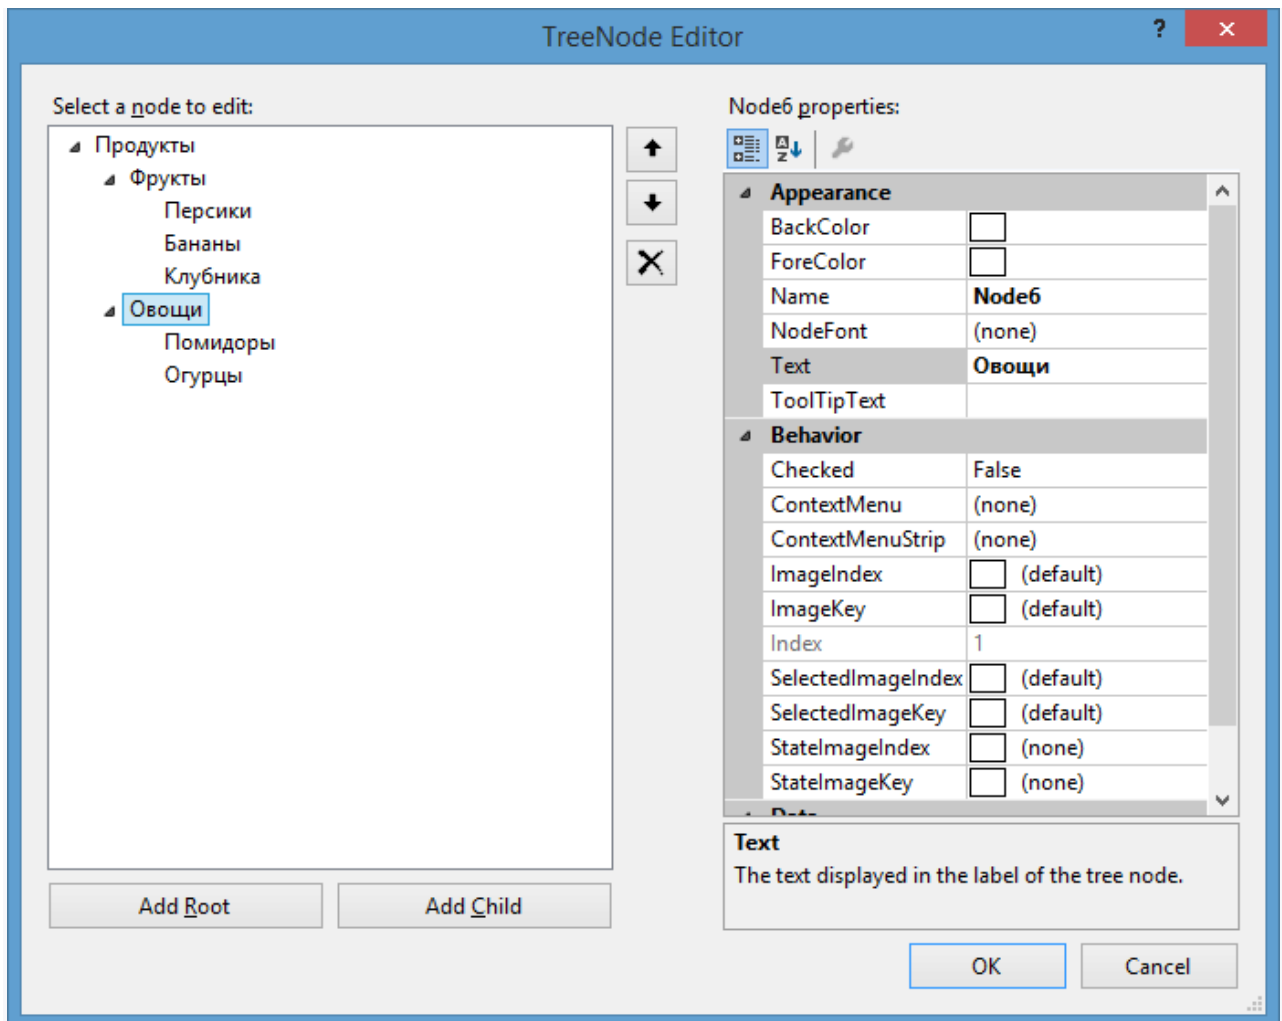 TreeNode Editor
?
Select a node to edit:
Продукты
Фрукты
Персики
Бананы
Клубника
Овощи
Помидоры
Огурцы
Add Root
Add Child
Node6 properties:
Appearance
BackColor
ForeColor
Name Node6
NodeFont (none)
Text Овощи
ToolTipText
Behavior
Checked False
ContextMenu (none)
ContextMenuStrip (none)
ImageIndex (default)
ImageKey (default)
Index 1
SelectedImageIndex (default)
SelectedImageKey (default)
StateImageIndex (none)
StateImageKey (none)
Data
Text
The text displayed in the label of the tree node.
OK
Cancel